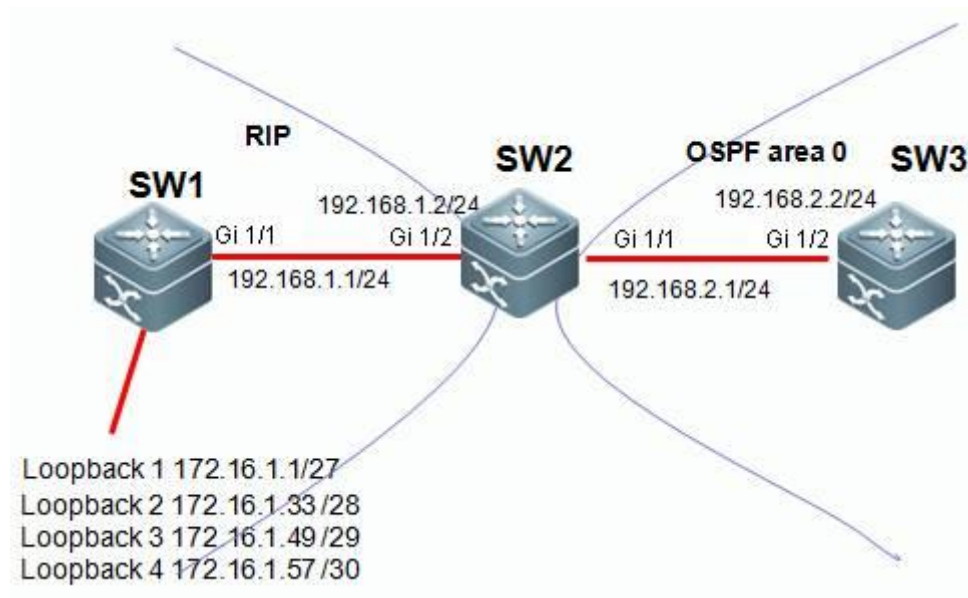 RIP
SW2
OSPF area 0
SW3
SW1
192.168.1.2/24
192.168.2.2/24
Gi 1/1
Gi 1/2
Gi 1/1
Gi 1/2
192.168.1.1/24
192.168.2.1/24
Loopback 1 172.16.1.1/27
Loopback 2 172.16.1.33 /28
Loopback 3 172.16.1.49 /29
Loopback 4 172.16.1.57 /30